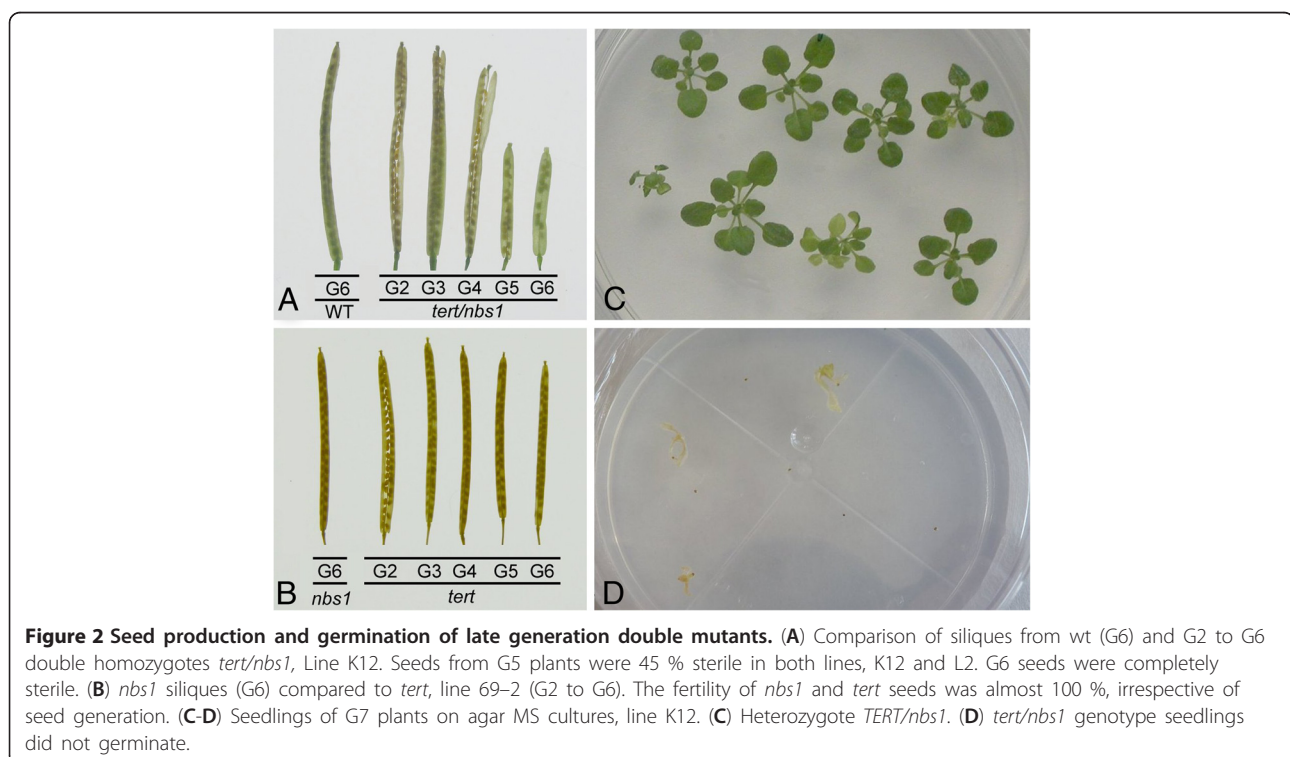 A
G6
G2 G3 G4 G5 G6
WT
tert/nbs1
C
B
G6
G2 G3 G4 G5 G6
nbs1
tert
D
Figure 2 Seed production and germination of late generation double mutants. (A) Comparison of siliques from wt (G6) and G2 to G6
double homozygotes tert/nbs1, Line K12. Seeds from G5 plants were 45 % sterile in both lines, K12 and L2. G6 seeds were completely
sterile. (B) nbs1 siliques (G6) compared to tert, line 69–2 (G2 to G6). The fertility of nbs1 and tert seeds was almost 100 %, irrespective of
seed generation. (C-D) Seedlings of G7 plants on agar MS cultures, line K12. (C) Heterozygote TERT/nbs1. (D) tert/nbs1 genotype seedlings
did not germinate.